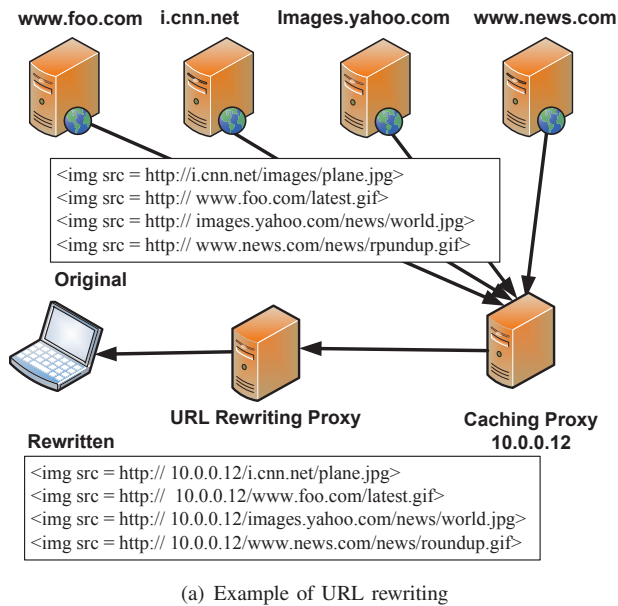 www.foo.com i.cnn.net Images.yahoo.com www.news.com
<img src = http://i.cnn.net/images/plane.jpg>
<img src = http:// www.foo.com/latest.gif>
<img src = http:// images.yahoo.com/news/world.jpg>
<img src = http:// www.news.com/news/rpundup.gif>
Original
URL Rewriting Proxy
Caching Proxy
10.0.0.12
Rewritten
<img src = http:// 10.0.0.12/i.cnn.net/plane.jpg>
<img src = http://  10.0.0.12/www.foo.com/latest.gif>
<img src = http:// 10.0.0.12/images.yahoo.com/news/world.jpg>
<img src = http:// 10.0.0.12/www.news.com/news/roundup.gif>
(a) Example of URL rewriting